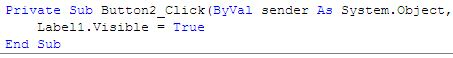 Private Sub Button2_Click(ByVal sender As System.Object,
    Label1.Visible = True
End Sub